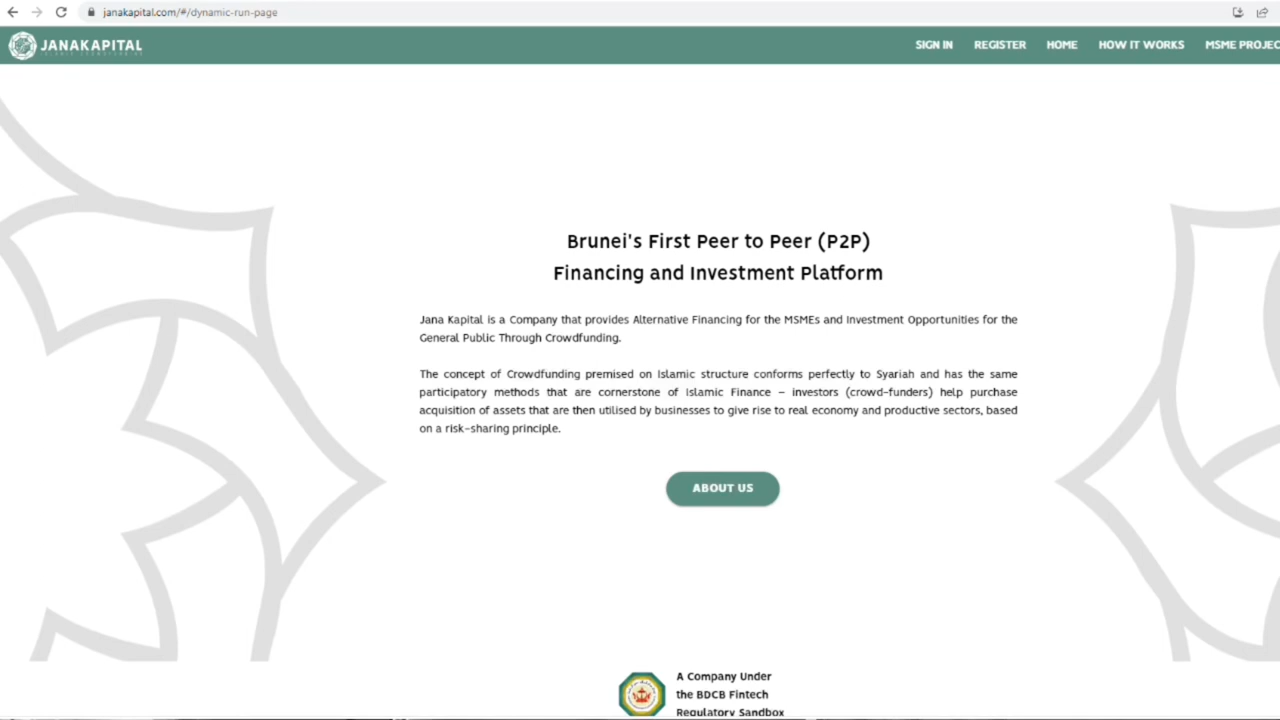 janakapital.com/#/dynamic-run-page
JANAKAPITAL
SIGN IN REGISTER HOME HOW IT WORKS MSME PROJEC
Brunei's First Peer to Peer (P2P)
Financing and Investment Platform
Jana Kapital is a Company that provides Alternative Financing for the MSMEs and Investment Opportunities for the
General Public Through Crowdfunding.
The concept of Crowdfunding premised on Islamic structure conforms perfectly to Syariah and has the same
participatory methods that are cornerstone of Islamic Finance – investors (crowd-funders) help purchase
acquisition of assets that are then utilised by businesses to give rise to real economy and productive sectors, based
on a risk-sharing principle.
ABOUT US
A Company Under
the BDCB Fintech
Regulatory Sandbox